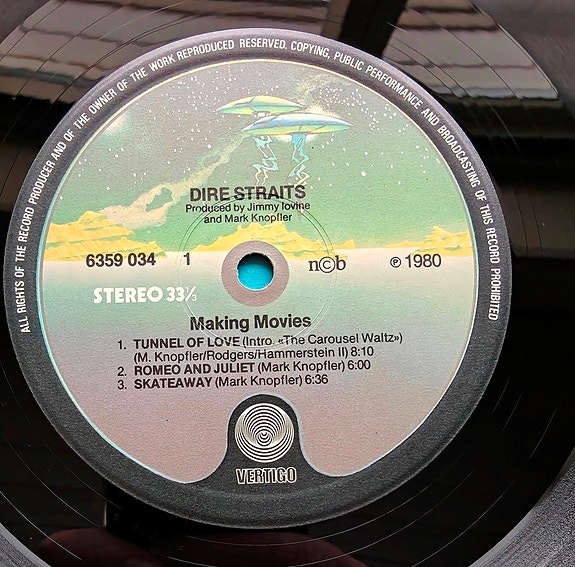 ALL RIGHTS OF THE RECORD PRODUCER AND OF THE OWNER OF THE WORK REPRODUCED RESERVED. COPYING, PUBLIC PERFORMANCE AND BROADCASTING OF THIS RECORD PROHIBITED
DIRE STRAITS
Produced by Jimmy Iovine
and Mark Knopfler
6359 034 1 n©b ℗ 1980
STEREO 33⅓
Making Movies
1. TUNNEL OF LOVE (Intro. «The Carousel Waltz»)
(M. Knopfler/Rodgers/Hammerstein II) 8:10
2. ROMEO AND JULIET (Mark Knopfler) 6:00
3. SKATEAWAY (Mark Knopfler) 6:36
VERTIGO